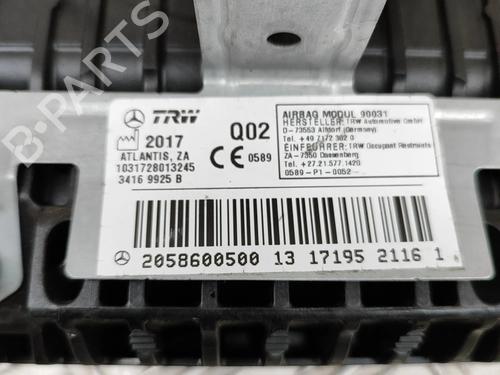 TRW
2017
ATLANTIS, ZA
1031728013245
3416 9925 B
Q02
CE 0589
AIRBAG MODUL 90031
HERSTELLER: TRW Automotive GmbH
D-73553 Alfdorf (Germany)
Tel. +49 7172 302 0
EINFÜHRER: TRW Occupant Restraints
ZA-7350 Dassenberg
Tel. +27.21.577.1420
0589-P1-0052
2058600500 13 17195 2116 1
B-PARTS